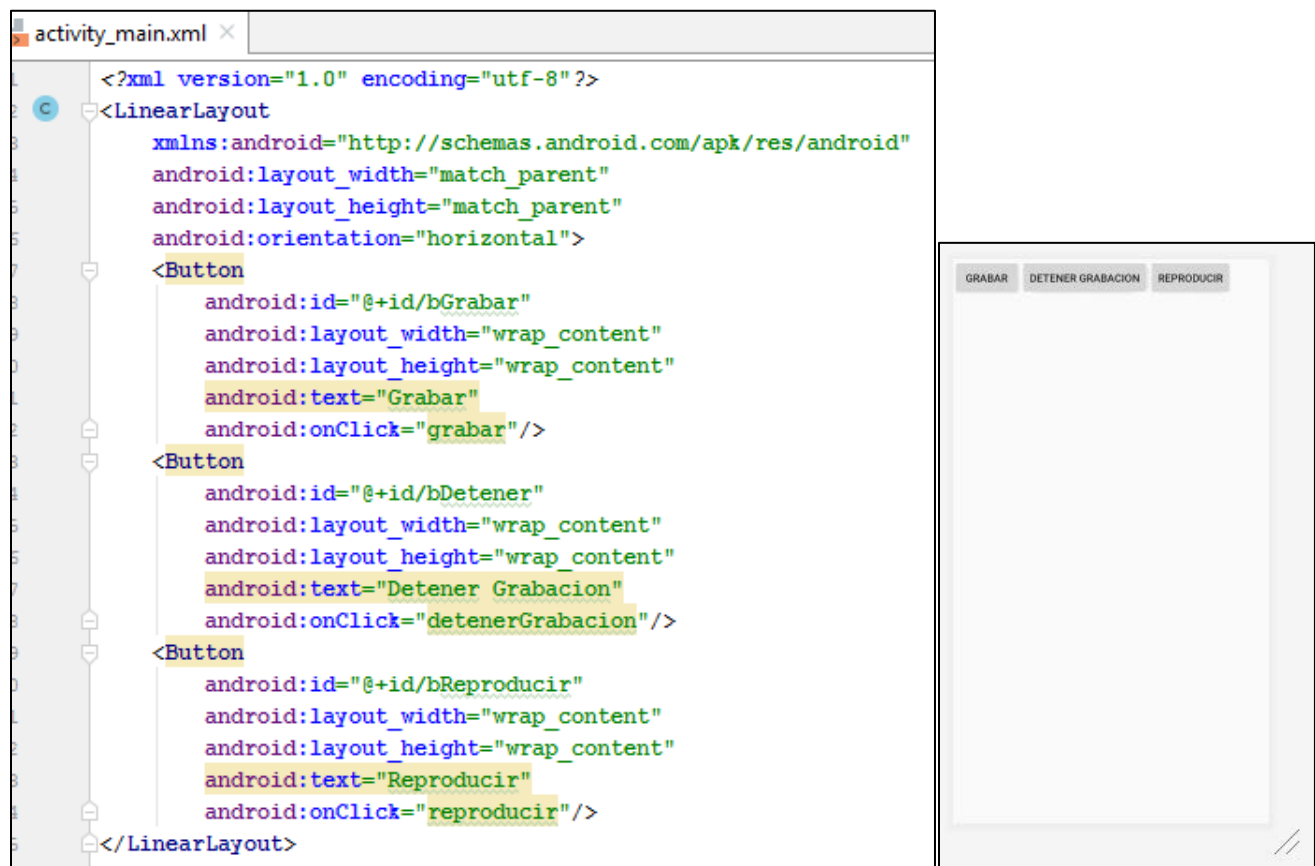 activity_main.xml
<?xml version="1.0" encoding="utf-8"?>
<LinearLayout
xmlns:android="http://schemas.android.com/apk/res/android"
android:layout_width="match_parent"
android:layout_height="match_parent"
android:orientation="horizontal">
<Button
android:id="@+id/bGrabar"
android:layout_width="wrap_content"
android:layout_height="wrap_content"
android:text="Grabar"
android:onClick="grabar"/>
<Button
android:id="@+id/bDetener"
android:layout_width="wrap_content"
android:layout_height="wrap_content"
android:text="Detener Grabacion"
android:onClick="detenerGrabacion"/>
<Button
android:id="@+id/bReproducir"
android:layout_width="wrap_content"
android:layout_height="wrap_content"
android:text="Reproducir"
android:onClick="reproducir"/>
</LinearLayout>
GRABAR DETENER GRABACION REPRODUCIR